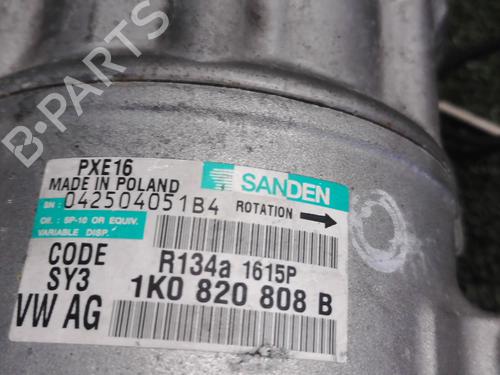 B-PARTS
PXE16
MADE IN POLAND
SANDEN
SN: 042504051B4
ROTATION
OIL: SP-10 OR EQUIV.
VARIABLE DISP.
CODE
SY3
R134a 1615P
1K0 820 808 B
VW AG